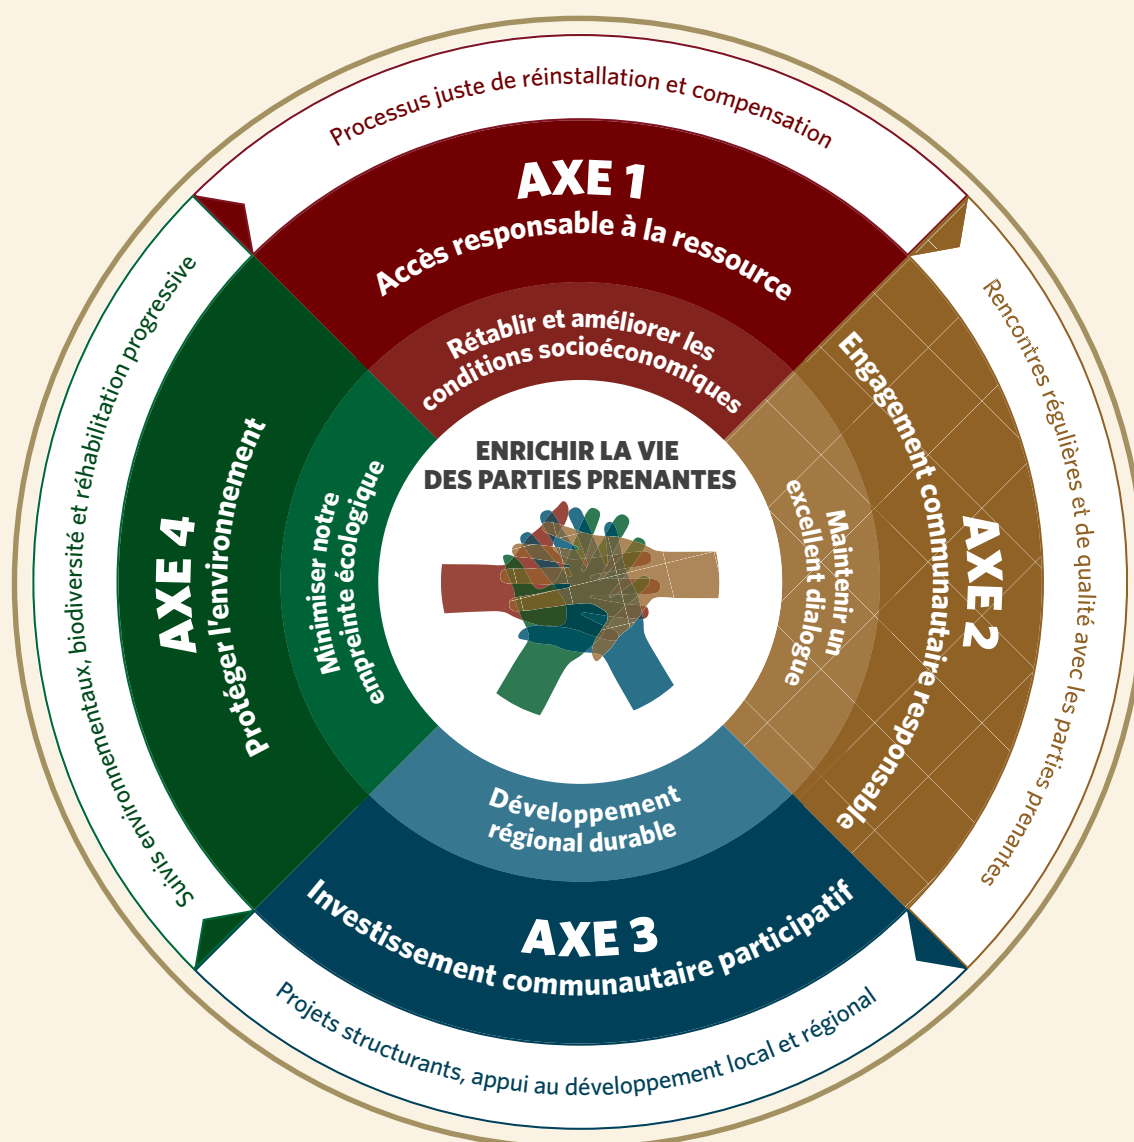 Processus juste de réinstallation et compensation
AXE 1
Accès responsable à la ressource
Rétablir et améliorer les
conditions socioéconomiques
Rencontres régulières et de qualité avec les parties prenantes
AXE 2
Engagement communautaire responsable
Maintenir un
excellent dialogue
Projets structurants, appui au développement local et régional
AXE 3
Investissement communautaire participatif
Développement
régional durable
Suivis environnementaux, biodiversité et réhabilitation progressive
AXE 4
Protéger l'environnement
Minimiser notre
empreinte écologique
ENRICHIR LA VIE
DES PARTIES PRENANTES